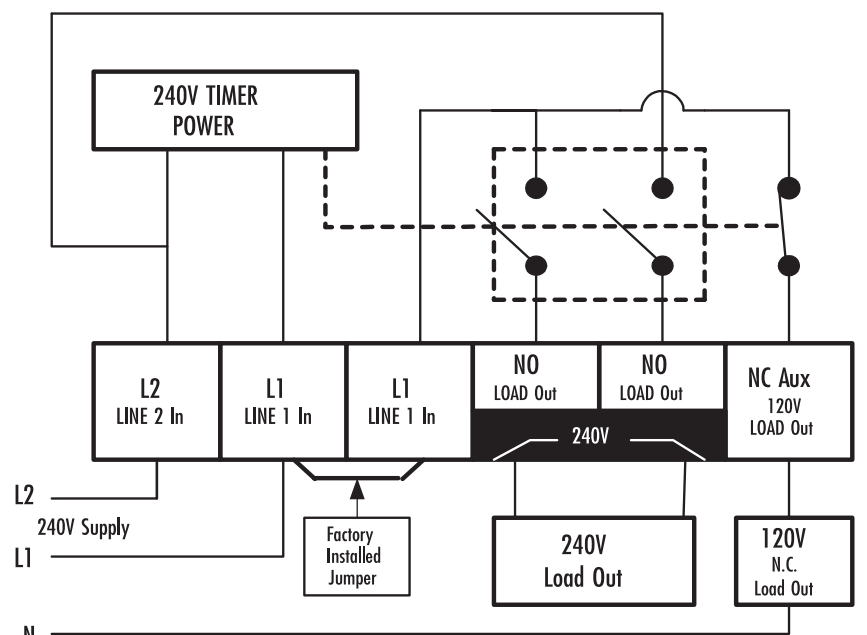 240V TIMER
POWER
L2
LINE 2 In
L1
LINE 1 In
L1
LINE 1 In
NO
LOAD Out
NO
LOAD Out
NC Aux
120V
LOAD Out
240V
L2
240V Supply
L1
Factory
Installed
Jumper
240V
Load Out
120V
N.C.
Load Out
N